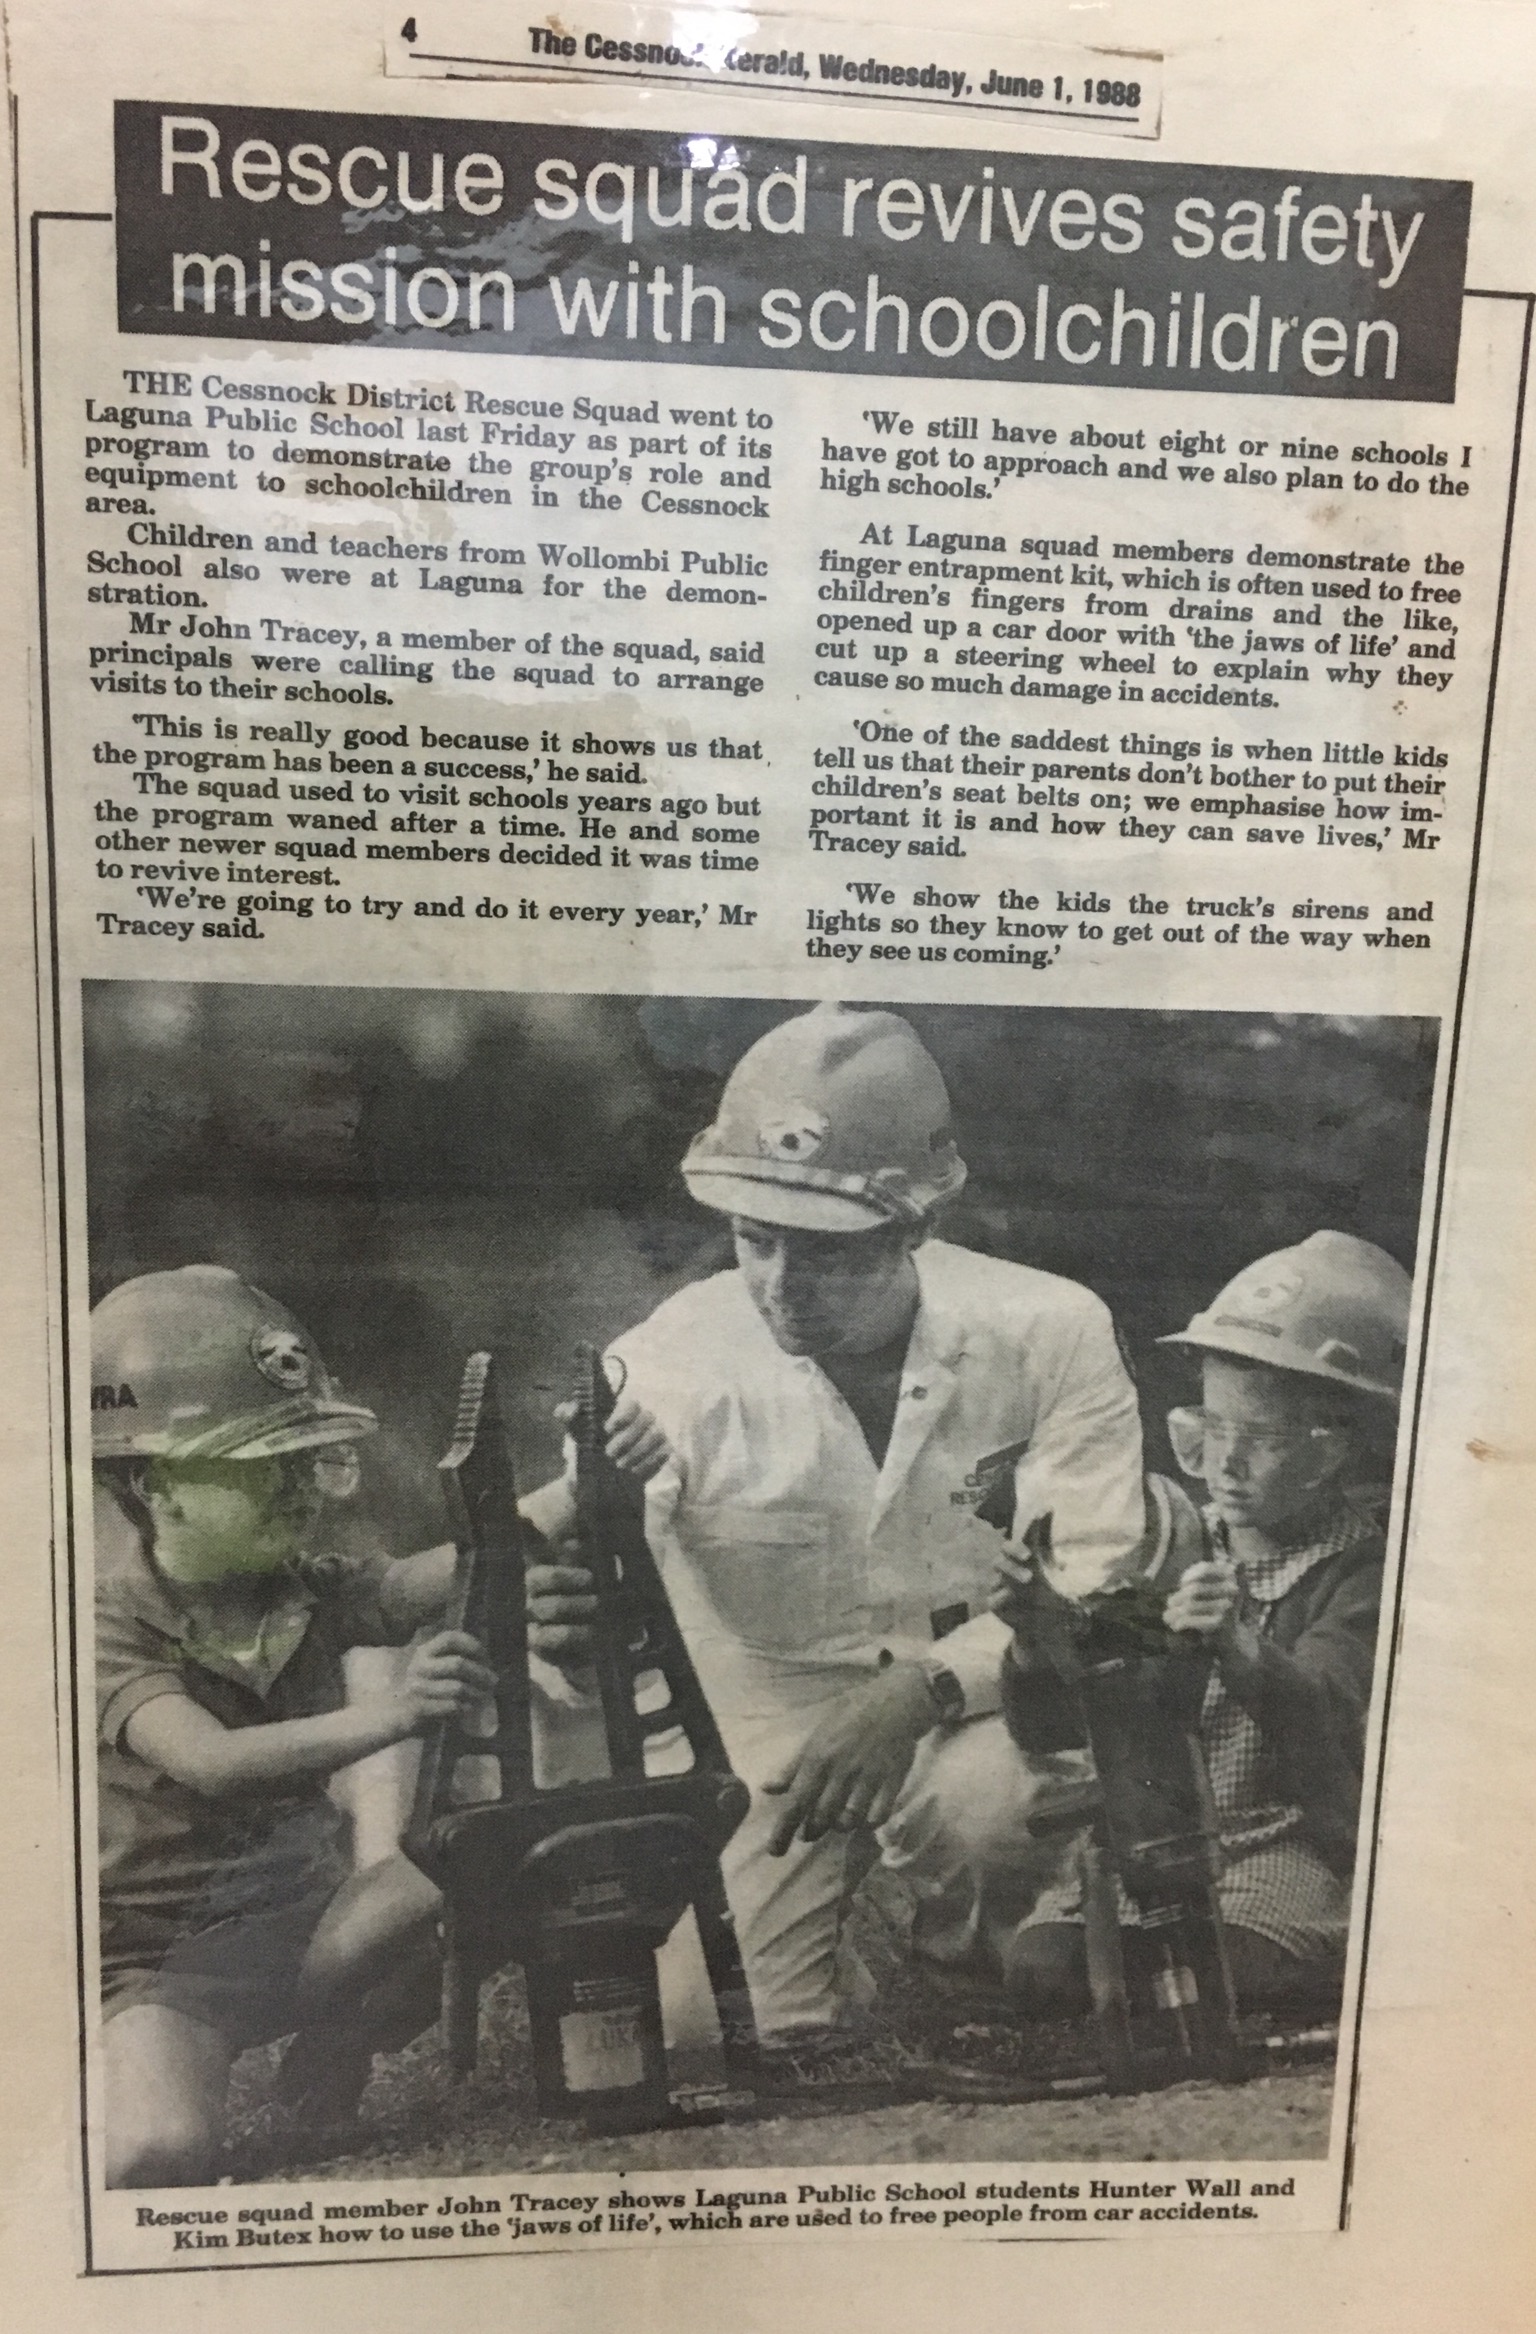 4
The Cessno Herald, Wednesday, June 1, 1988
Rescue squad revives safety
mission with schoolchildren
THE Cessnock District Rescue Squad went to
Laguna Public School last Friday as part of its
program to demonstrate the group's role and
equipment to schoolchildren in the Cessnock
area.
Children and teachers from Wollombi Public
School also were at Laguna for the demon-
stration.
Mr John Tracey, a member of the squad, said
principals were calling the squad to arrange
visits to their schools.
'This is really good because it shows us that
the program has been a success,' he said.
The squad used to visit schools years ago but
the program waned after a time. He and some
other newer squad members decided it was time
to revive interest.
'We're going to try and do it every year,' Mr
Tracey said.
'We still have about eight or nine schools I
have got to approach and we also plan to do the
high schools.'
At Laguna squad members demonstrate the
finger entrapment kit, which is often used to free
children's fingers from drains and the like,
opened up a car door with 'the jaws of life' and
cut up a steering wheel to explain why they
cause so much damage in accidents.
'One of the saddest things is when little kids
tell us that their parents don't bother to put their
children's seat belts on; we emphasise how im-
portant it is and how they can save lives,' Mr
Tracey said.
'We show the kids the truck's sirens and
lights so they know to get out of the way when
they see us coming.'
VRA
Rescue squad member John Tracey shows Laguna Public School students Hunter Wall and
Kim Butex how to use the 'jaws of life', which are used to free people from car accidents.